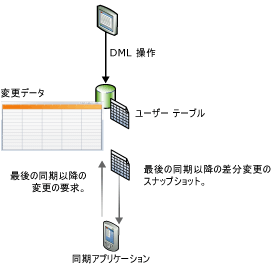 DML 操作
変更データ
ユーザー テーブル
最後の同期以降の
変更の要求。
最後の同期以降の差分変更の
スナップショット。
同期アプリケーション